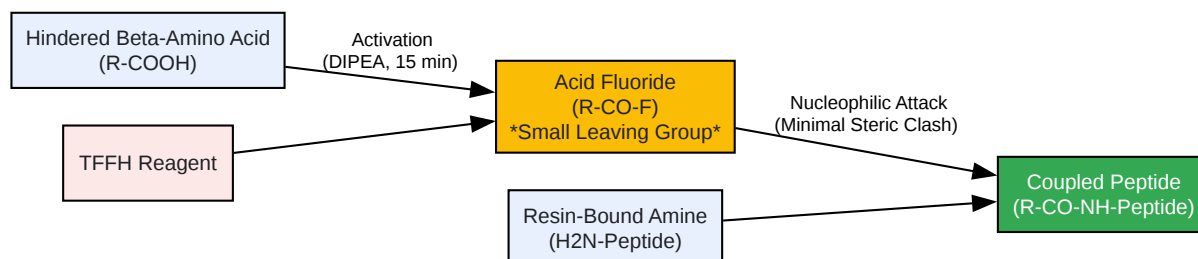 Hindered Beta-Amino Acid
(R-COOH)
Activation
(DIPEA, 15 min)
TFFH Reagent
Acid Fluoride
(R-CO-F)
*Small Leaving Group*
Nucleophilic Attack
(Minimal Steric Clash)
Resin-Bound Amine
(H2N-Peptide)
Coupled Peptide
(R-CO-NH-Peptide)